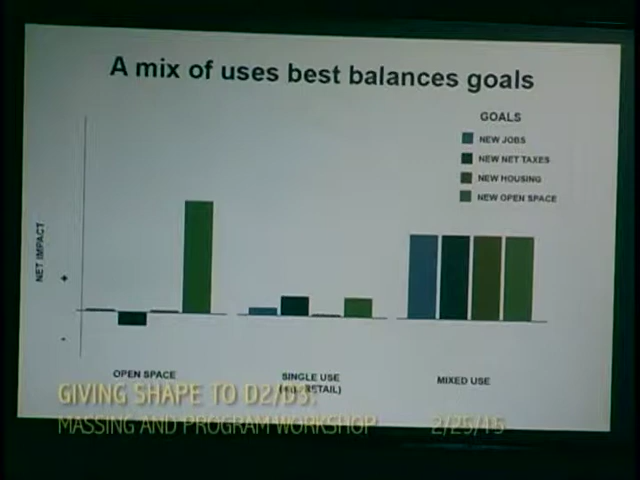 A mix of uses best balances goals
GOALS
NEW JOBS
NEW NET TAXES
NEW HOUSING
NEW OPEN SPACE
NET IMPACT
+
-
OPEN SPACE
SINGLE USE
RETAIL)
MIXED USE
GIVING SHAPE TO D2/D3:
MASSING AND PROGRAM WORKSHOP 2/25/15